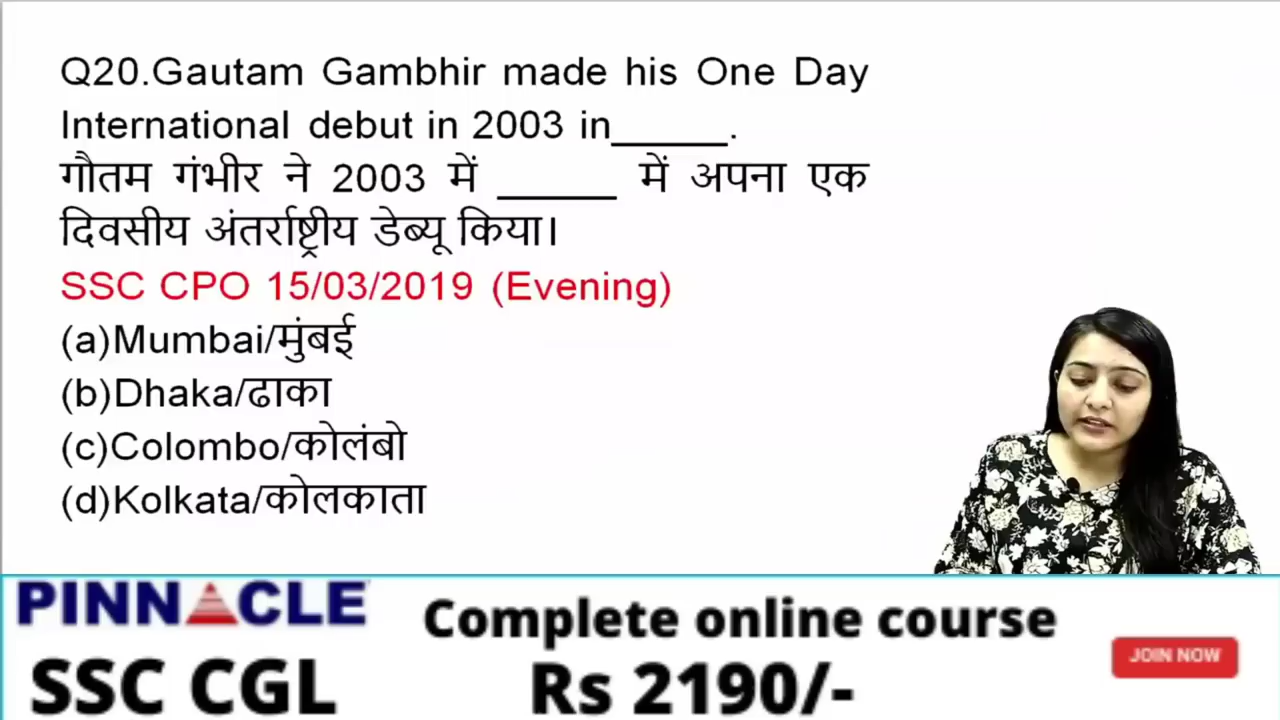 Q20.Gautam Gambhir made his One Day
International debut in 2003 in_____.
गौतम गंभीर ने 2003 में _____ में अपना एक
दिवसीय अंतर्राष्ट्रीय डेब्यू किया।
SSC CPO 15/03/2019 (Evening)
(a)Mumbai/मुंबई
(b)Dhaka/ढाका
(c)Colombo/कोलंबो
(d)Kolkata/कोलकाता
PINNACLE
SSC CGL
Complete online course
Rs 2190/-
JOIN NOW